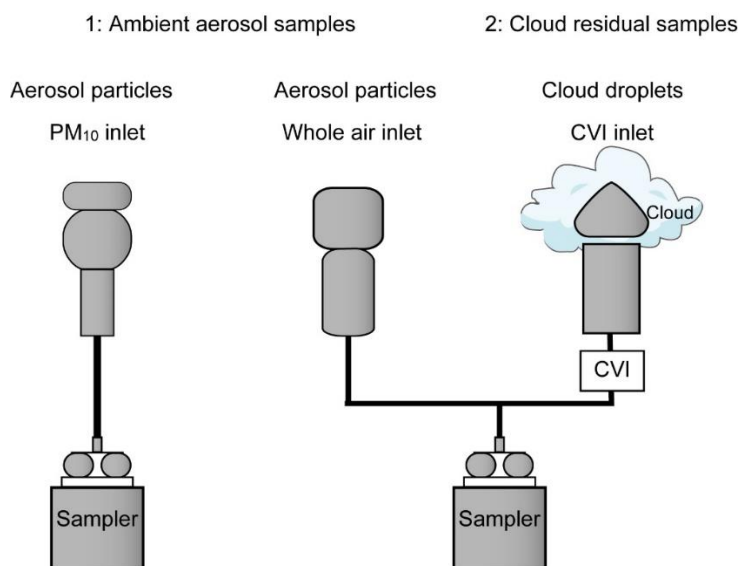 1: Ambient aerosol samples
2: Cloud residual samples
Aerosol particles
PM₁₀ inlet
Aerosol particles
Whole air inlet
Cloud droplets
CVI inlet
Cloud
CVI
Sampler
Sampler